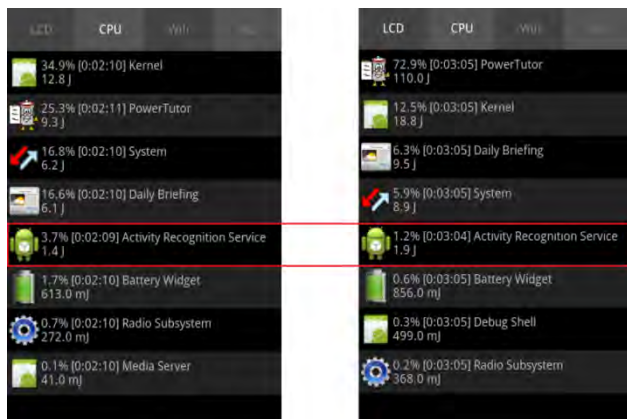 LCD CPU Wifi
34.9% [0:02:10] Kernel
12.8 J
25.3% [0:02:11] PowerTutor
9.3 J
16.8% [0:02:10] System
6.2 J
16.6% [0:02:10] Daily Briefing
6.1 J
3.7% [0:02:09] Activity Recognition Service
1.4 J
1.7% [0:02:10] Battery Widget
613.0 mJ
0.7% [0:02:10] Radio Subsystem
272.0 mJ
0.1% [0:02:10] Media Server
41.0 mJ
LCD CPU Wifi
72.9% [0:03:05] PowerTutor
110.0 J
12.5% [0:03:05] Kernel
18.8 J
6.3% [0:03:05] Daily Briefing
9.5 J
5.9% [0:03:05] System
8.9 J
1.2% [0:03:04] Activity Recognition Service
1.9 J
0.6% [0:03:05] Battery Widget
856.0 mJ
0.3% [0:03:05] Debug Shell
499.0 mJ
0.2% [0:03:05] Radio Subsystem
368.0 mJ